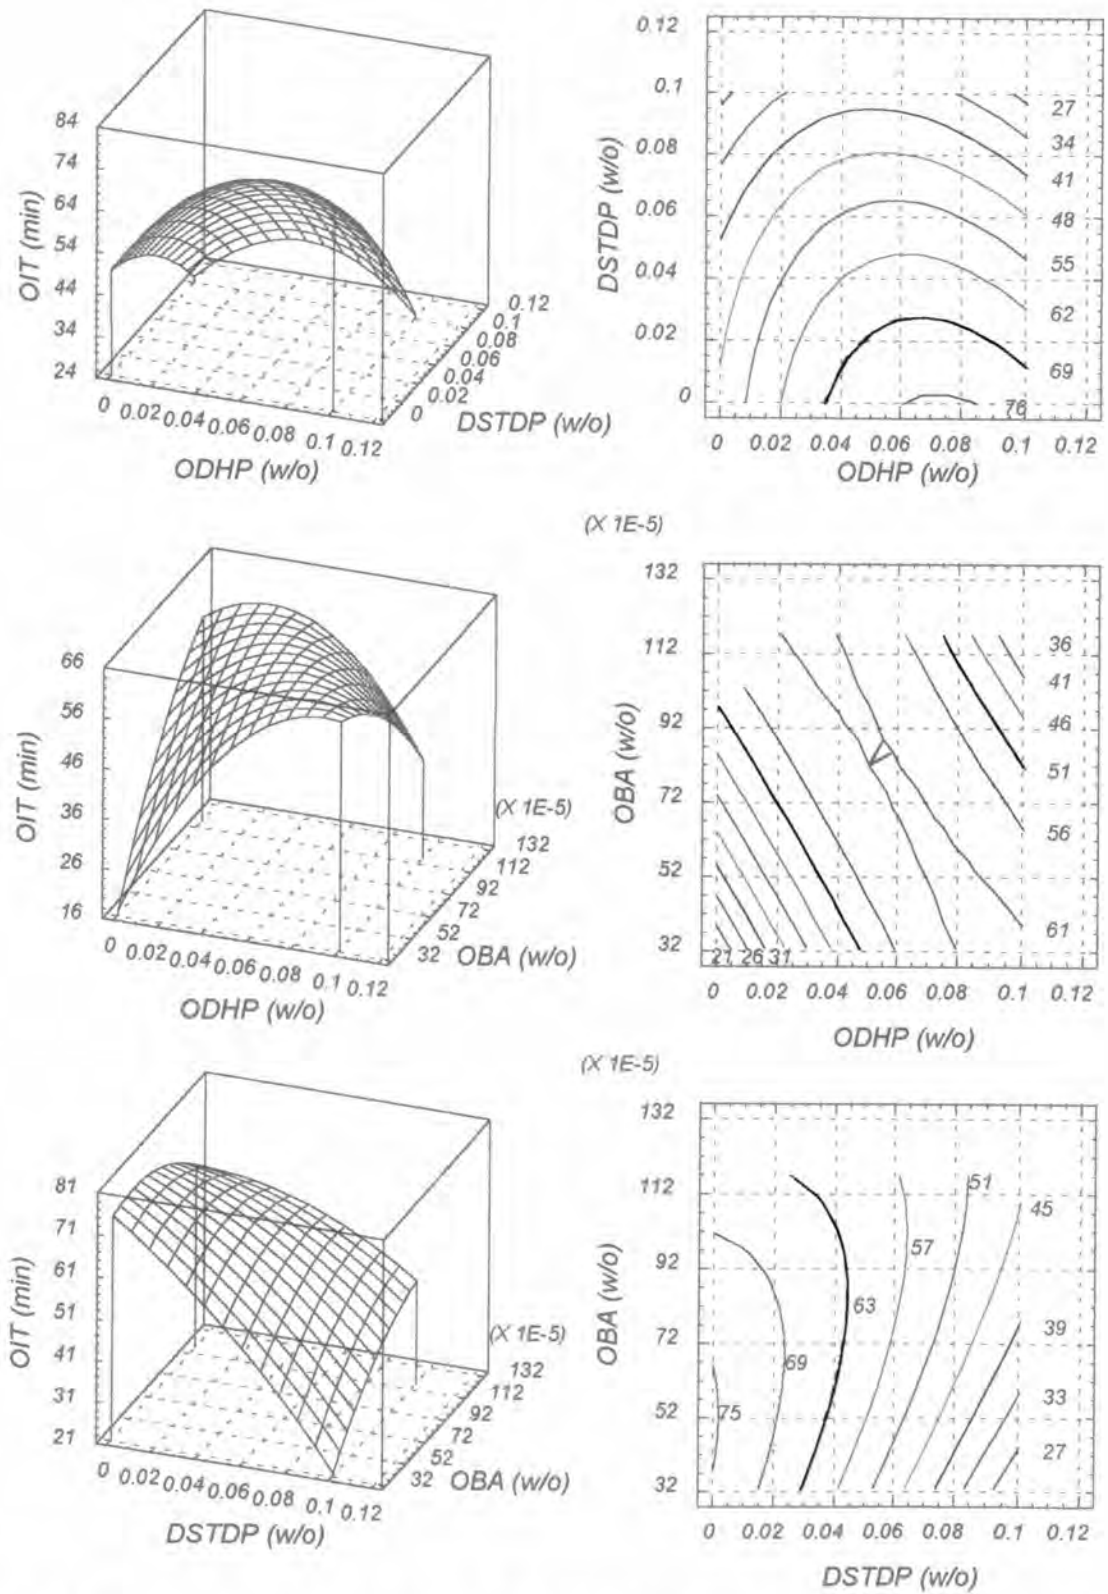 84
74
64
54
44
34
24
OIT (min)
0 0.02 0.04 0.06 0.08 0.1 0.12
ODHP (w/o)
0 0.02 0.04 0.06 0.08 0.1 0.12
DSTDP (w/o)
0.12
0.1
0.08
0.06
0.04
0.02
0
DSTDP (w/o)
27
34
41
48
55
62
69
76
0 0.02 0.04 0.06 0.08 0.1 0.12
ODHP (w/o)
66
56
46
36
26
16
OIT (min)
0 0.02 0.04 0.06 0.08 0.1 0.12
ODHP (w/o)
(X 1E-5)
132
112
92
72
52
32
OBA (w/o)
(X 1E-5)
132
112
92
72
52
32
OBA (w/o)
36
41
46
51
56
61
21 26 31
0 0.02 0.04 0.06 0.08 0.1 0.12
ODHP (w/o)
81
71
61
51
41
31
21
OIT (min)
0 0.02 0.04 0.06 0.08 0.1 0.12
DSTDP (w/o)
(X 1E-5)
132
112
92
72
52
32
OBA (w/o)
(X 1E-5)
132
112
92
72
52
32
OBA (w/o)
51
45
57
63
39
69
33
75
27
0 0.02 0.04 0.06 0.08 0.1 0.12
DSTDP (w/o)